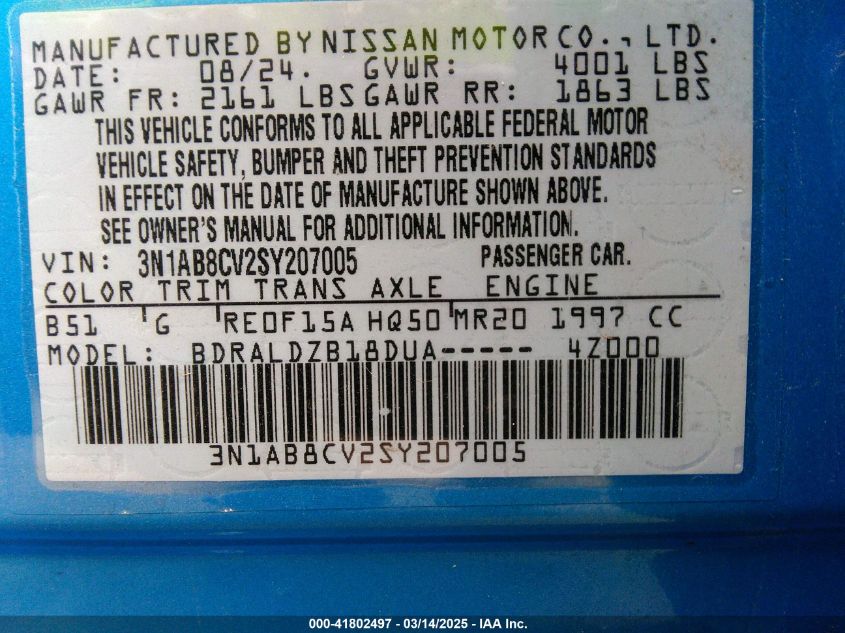 MANUFACTURED BY NISSAN MOTOR CO., LTD.
DATE: 08/24. GVWR: 4001 LBS
GAWR FR: 2161 LBS GAWR RR: 1863 LBS
THIS VEHICLE CONFORMS TO ALL APPLICABLE FEDERAL MOTOR
VEHICLE SAFETY, BUMPER AND THEFT PREVENTION STANDARDS
IN EFFECT ON THE DATE OF MANUFACTURE SHOWN ABOVE.
SEE OWNER'S MANUAL FOR ADDITIONAL INFORMATION.
VIN: 3N1AB8CV2SY207005 PASSENGER CAR.
COLOR TRIM TRANS AXLE ENGINE
B51 G RE0F15A HQ50 MR20 1997 CC
MODEL: BDRALDZB18DUA----- 4Z000
3N1AB8CV2SY207005
000-41802497 - 03/14/2025 - IAA Inc.